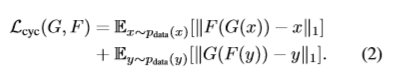 ℒcyc(G, F) = 𝔼x∼pdata(x)[‖F(G(x)) − x‖1]
+ 𝔼y∼pdata(y)[‖G(F(y)) − y‖1]. (2)